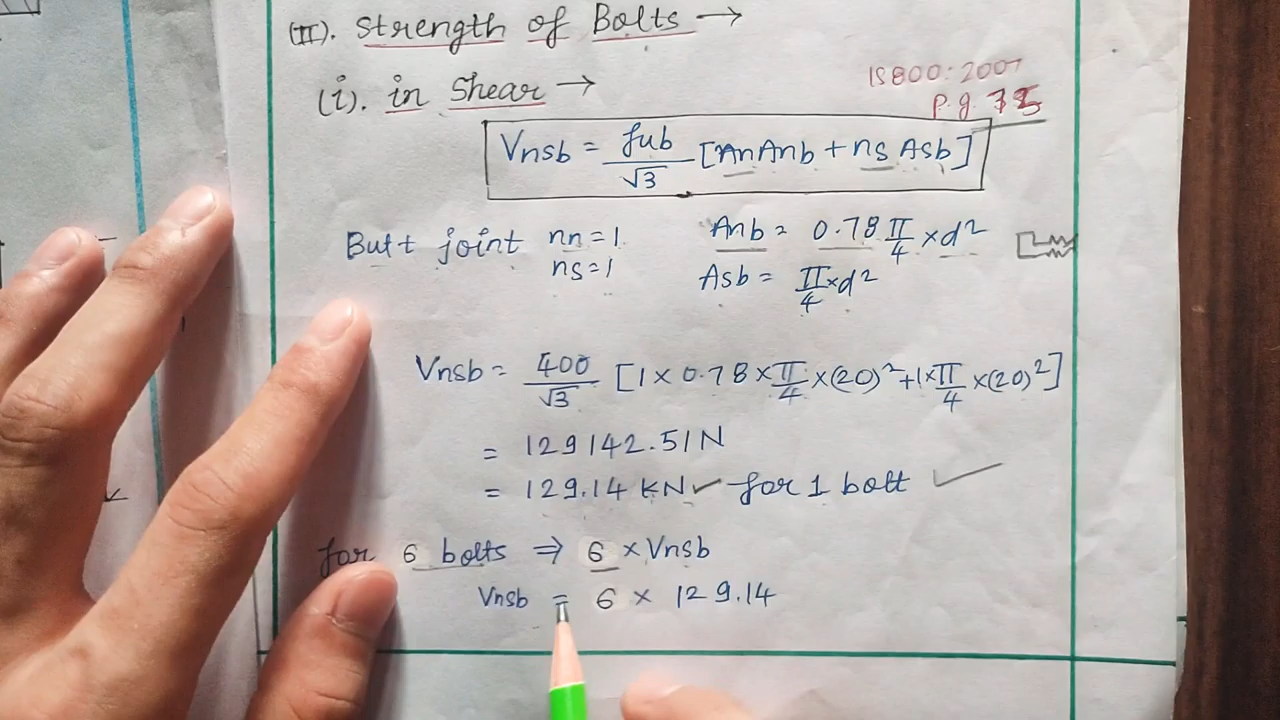 (II). Strength of Bolts →
(i). in Shear →
IS800:2007
P.g. 75
Vnsb = fub/√3 [nnAnb + ns Asb]
Butt joint nn=1 Anb = 0.78 π/4 × d²
ns=1 Asb = π/4 × d²
Vnsb = 400/√3 [1 × 0.78 × π/4 × (20)² + 1 × π/4 × (20)²]
= 129142.51 N
= 129.14 KN ✓ for 1 bolt ✓
for 6 bolts ⇒ 6 × Vnsb
Vnsb = 6 × 129.14